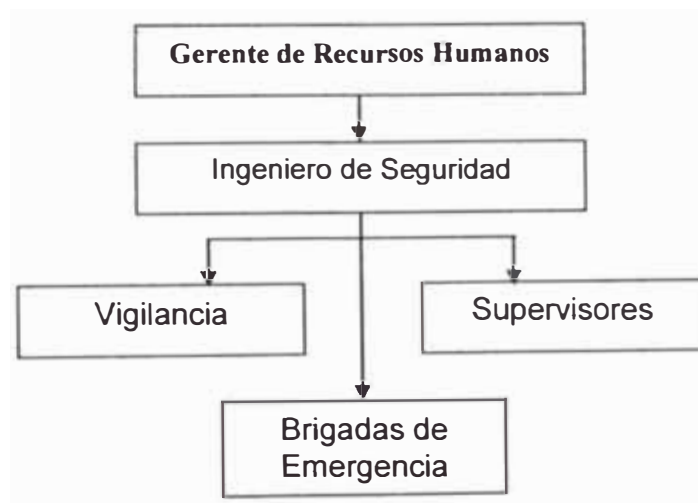 Gerente de Recursos Humanos
Ingeniero de Seguridad
Vigilancia
Supervisores
Brigadas de
Emergencia